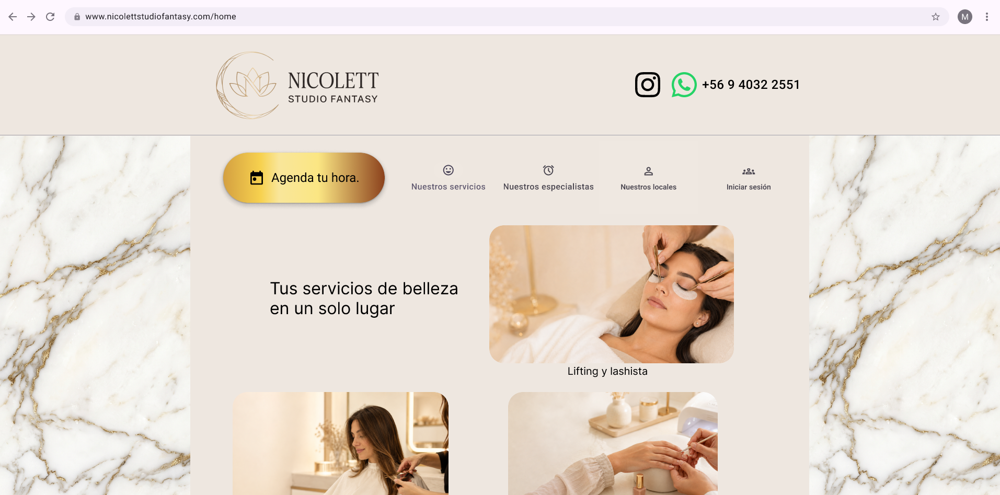 www.nicolettstudiofantasy.com/home
M
NICOLETT
STUDIO FANTASY
+56 9 4032 2551
Agenda tu hora.
Nuestros servicios
Nuestros especialistas
Nuestros locales
Iniciar sesión
Tus servicios de belleza
en un solo lugar
Lifting y lashista